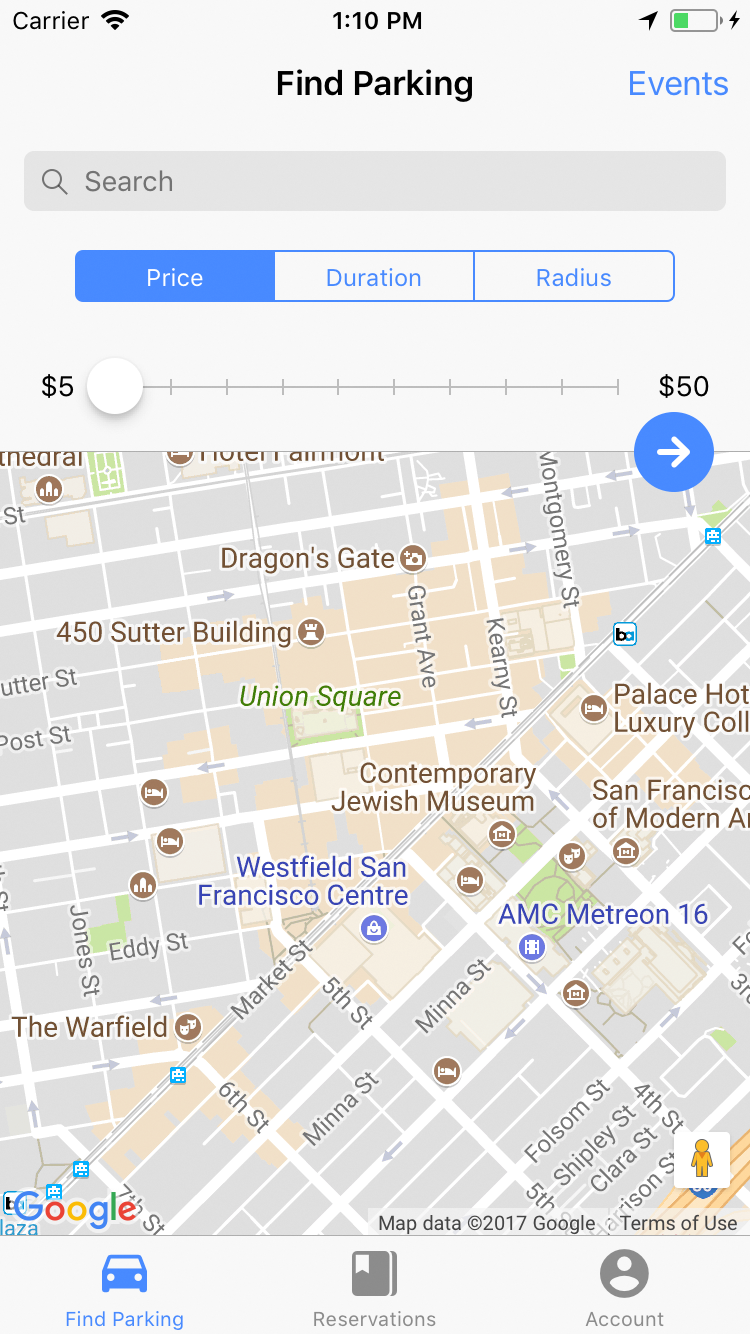 Carrier
1:10 PM
Find Parking
Events
Search
Price
Duration
Radius
$5
$50
thedral
Hotel Fairmont
St
Montgomery St
Dragon's Gate
Grant Ave
450 Sutter Building
Kearny St
utter St
Union Square
Palace Hot
Luxury Coll
Post St
Contemporary
Jewish Museum
San Francisc
of Modern Ar
Westfield San
Francisco Centre
AMC Metreon 16
Jones St
Eddy St
Market St
5th St
Minna St
The Warfield
6th St
Minna St
Folsom St
4th St
Shipley St
Clara St
Harrison St
5th S
7th St
laza
Google
Map data ©2017 Google
Terms of Use
Find Parking
Reservations
Account